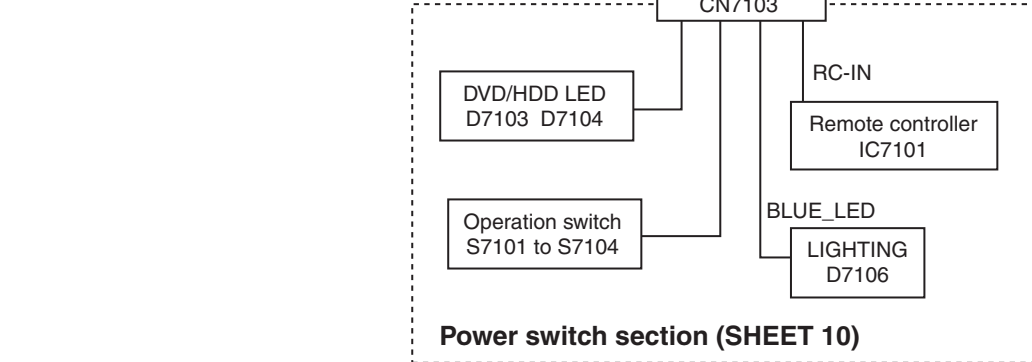 CN7103
RC-IN
DVD/HDD LED
D7103 D7104
Remote controller
IC7101
BLUE_LED
Operation switch
S7101 to S7104
LIGHTING
D7106
Power switch section (SHEET 10)